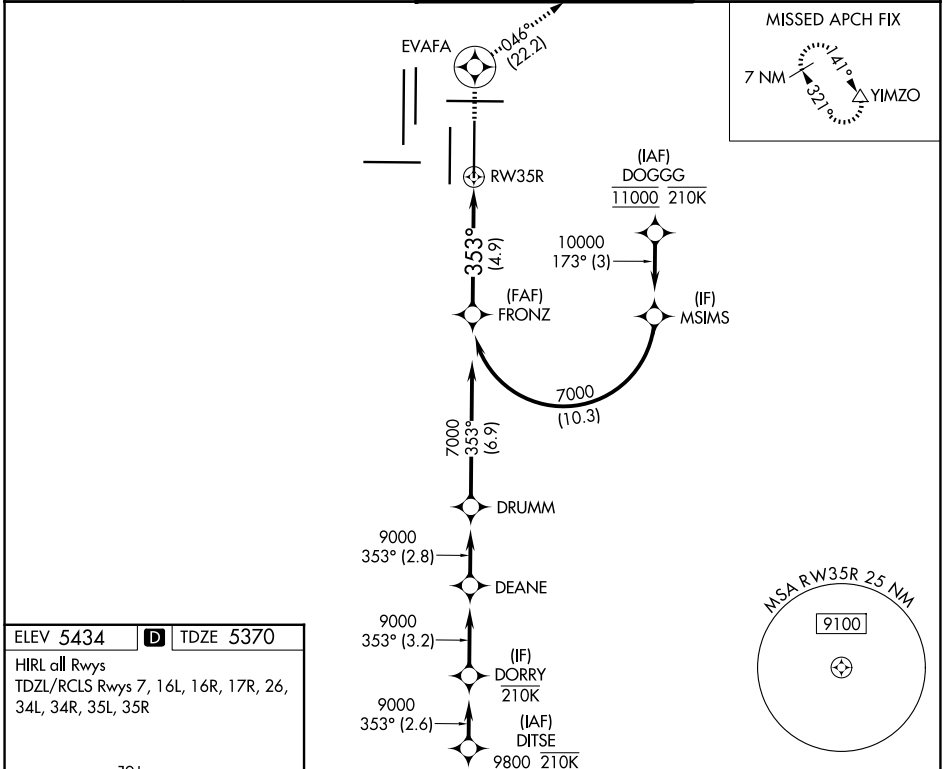 MISSED APCH FIX
7 NM
141°
321°
YIMZO
EVAFA
046°
(22.2)
RW35R
(IAF)
DOGGG
11000 210K
10000
173° (3)
353°
(4.9)
(FAF)
FRONZ
(IF)
MSIMS
7000
(10.3)
7000
353°
(6.9)
DRUMM
9000
353° (2.8)
DEANE
9000
353° (3.2)
(IF)
DORRY
210K
9000
353° (2.6)
(IAF)
DITSE
9800 210K
MSA RW35R 25 NM
9100
ELEV 5434 D TDZE 5370
HIRL all Rwys
TDZL/RCLS Rwys 7, 16L, 16R, 17R, 26,
34L, 34R, 35L, 35R